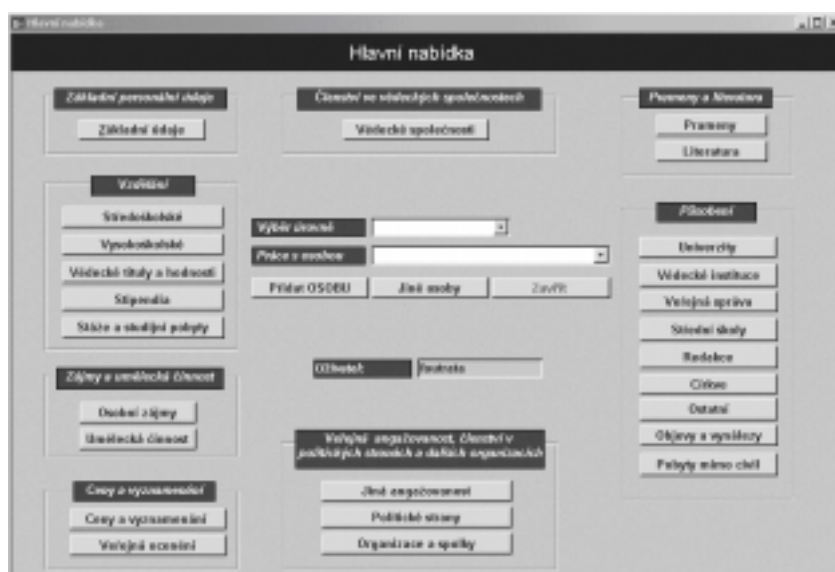 Hlavní nabídka
Hlavní nabídka
Základní personální údaje
Základní údaje
Vzdělání
Středoškolské
Vysokoškolské
Vědecké tituly a hodnosti
Stipendia
Stáže a studijní pobyty
Zájmy a umělecká činnost
Osobní zájmy
Umělecká činnost
Ceny a vyznamenání
Ceny a vyznamenání
Veřejná ocenění
Členství ve vědeckých společnostech
Vědecké společnosti
Výběr úrovně
Práce s osobou
Přidat OSOBU
Jiné osoby
Zavřít
Uživatel:
Veřejná angažovanost, členství v
politických stranách a dalších organizacích
Jiná angažovanost
Politické strany
Organizace a spolky
Prameny a literatura
Prameny
Literatura
Působení
Univerzity
Vědecké instituce
Veřejná správa
Střední školy
Redakce
Církve
Ostatní
Objevy a vynálezy
Pobyty mimo civil